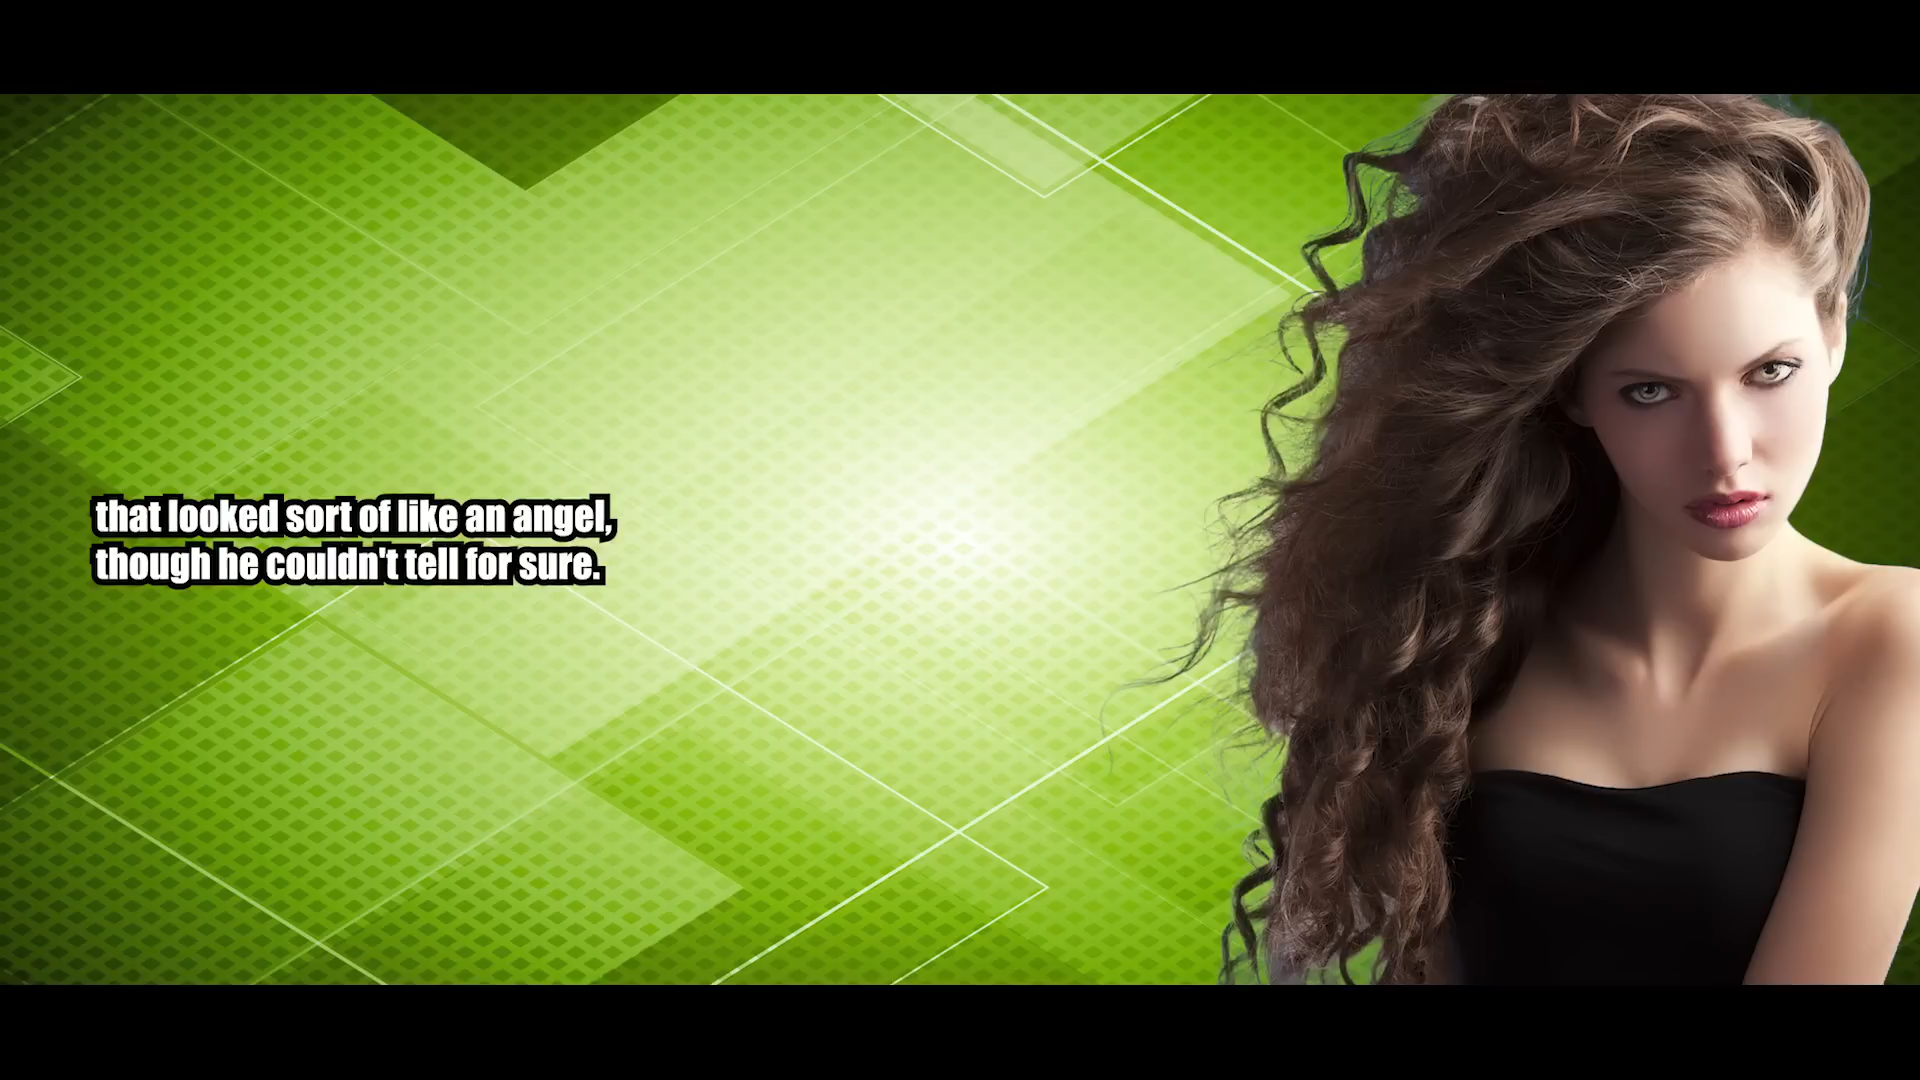 that looked sort of like an angel,
though he couldn't tell for sure.